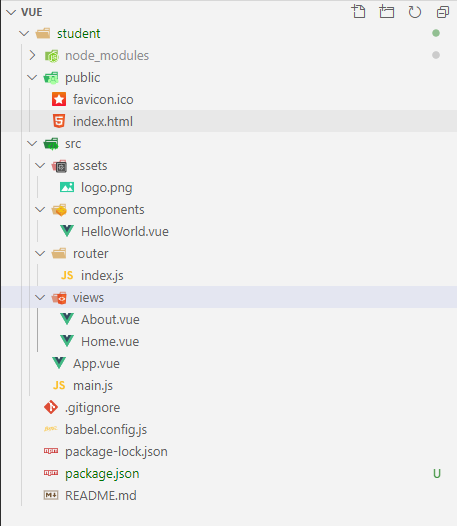 VUE
student
node_modules
public
favicon.ico
index.html
src
assets
logo.png
components
HelloWorld.vue
router
JS index.js
views
About.vue
Home.vue
App.vue
JS main.js
.gitignore
babel.config.js
package-lock.json
package.json U
README.md